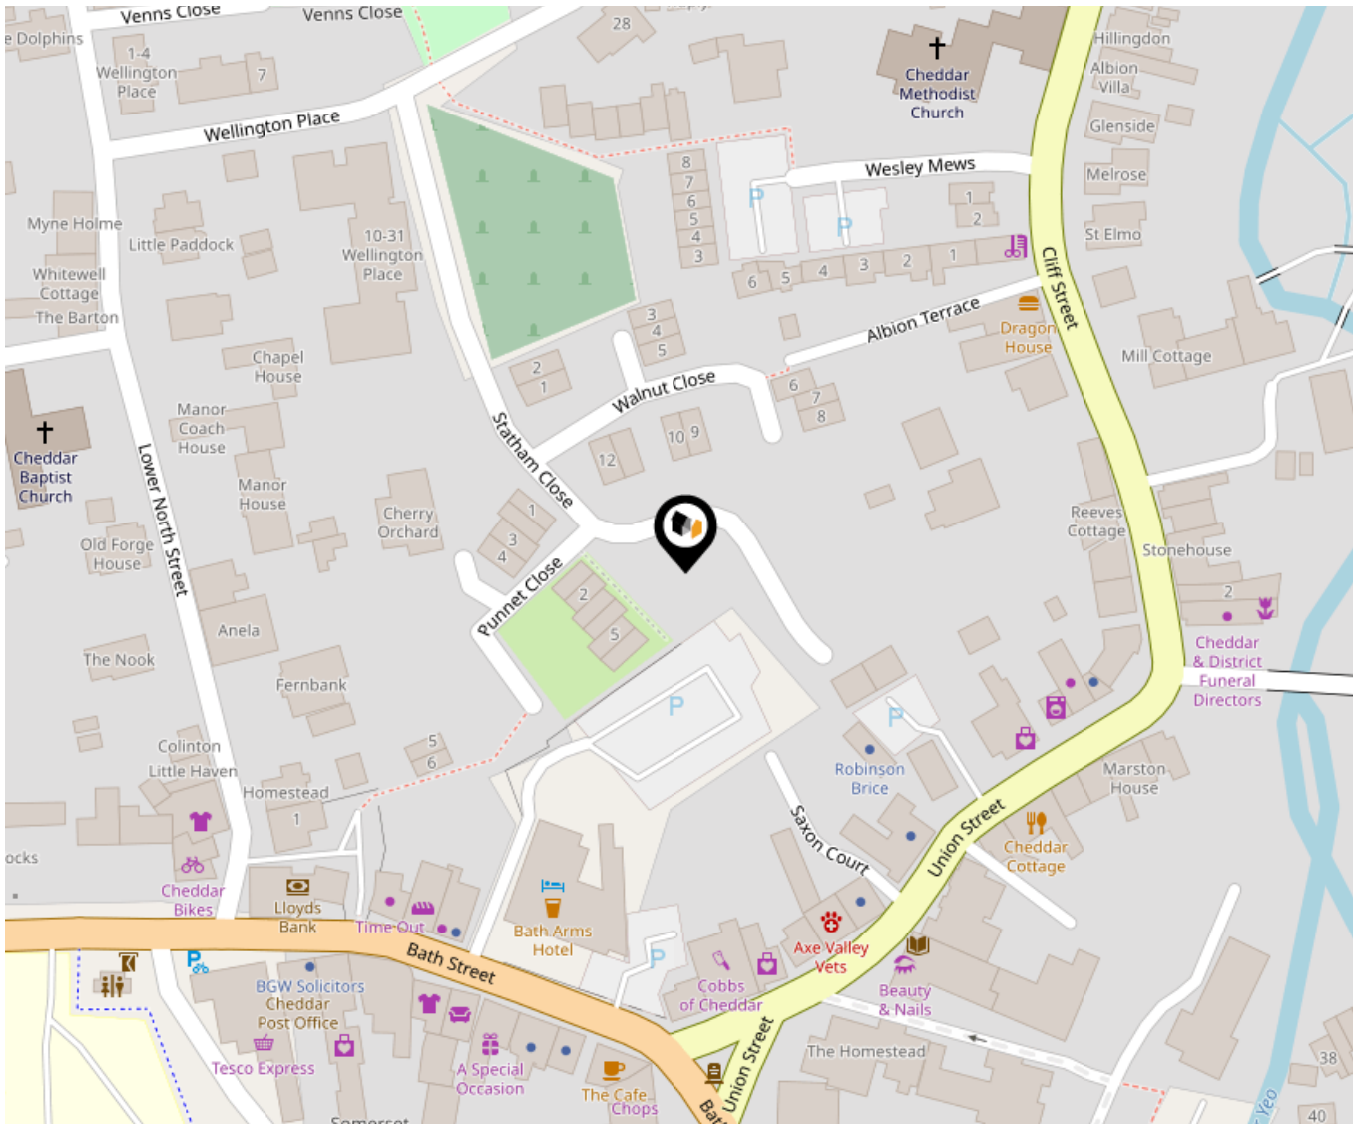 Venns Close
Venns Close
e Dolphins
1-4
Wellington
Place
7
28
Cheddar
Methodist
Church
Hillingdon
Albion
Villa
Glenside
Melrose
St Elmo
Wellington Place
Wesley Mews
8
7
6
5
4
3
P
P
1
2
Myne Holme
Little Paddock
10-31
Wellington
Place
Whitewell
Cottage
The Barton
6
5
4
3
2
1
Cliff Street
Albion Terrace
Dragon
House
Mill Cottage
3
4
5
2
1
Chapel
House
Walnut Close
6
7
8
Manor
Coach
House
Statham Close
10
9
12
Cheddar
Baptist
Church
Lower North Street
Manor
House
Cherry
Orchard
1
3
4
Reeves
Cottage
Stonehouse
Old Forge
House
Punnet Close
2
5
2
Anela
The Nook
Fernbank
Cheddar
& District
Funeral
Directors
P
P
Colinton
Little Haven
5
6
Homestead
1
Robinson
Brice
Marston
House
Saxon Court
Union Street
Cheddar
Cottage
ocks
Cheddar
Bikes
Lloyds
Bank
Time Out
Bath Arms
Hotel
Axe Valley
Vets
Bath Street
P
P
Cobbs
of Cheddar
Beauty
& Nails
BGW Solicitors
Cheddar
Post Office
Tesco Express
A Special
Occasion
The Cafe
Chops
Union Street
The Homestead
38
40
Yeo
Somerset
Bat